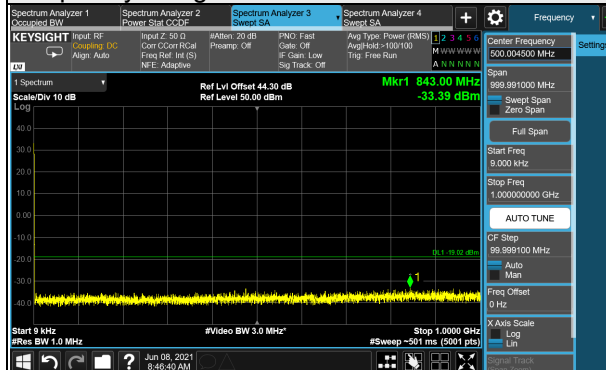 Spectrum Analyzer 1
Occupied BW
Spectrum Analyzer 2
Power Stat CCDF
Spectrum Analyzer 3
Swept SA
Spectrum Analyzer 4
Swept SA
+
Frequency
KEYSIGHT
Input: RF
Coupling: DC
Align: Auto
Input Z: 50 Ω
Corr CCorr RCal
Freq Ref: Int (S)
NFE: Adaptive
#Atten: 20 dB
Preamp: Off
PNO: Fast
Gate: Off
IF Gain: Low
Sig Track: Off
Avg Type: Power (RMS)
Avg|Hold:>100/100
Trig: Free Run
1 2 3 4 5 6
M W W W W W
A N N N N N
LXI
1 Spectrum
Scale/Div 10 dB
Log
Ref Lvl Offset 44.30 dB
Ref Level 50.00 dBm
Mkr1 843.00 MHz
-33.39 dBm
40.0
30.0
20.0
10.0
0.00
-10.0
-20.0
-30.0
-40.0
DL1 -19.02 dBm
1
Start 9 kHz
#Res BW 1.0 MHz
#Video BW 3.0 MHz*
Stop 1.0000 GHz
#Sweep ~501 ms (5001 pts)
Jun 08, 2021
8:46:40 AM
?
Center Frequency
500.004500 MHz
Settings
Span
999.991000 MHz
Swept Span
Zero Span
Full Span
Start Freq
9.000 kHz
Stop Freq
1.000000000 GHz
AUTO TUNE
CF Step
99.999100 MHz
Auto
Man
Freq Offset
0 Hz
X Axis Scale
Log
Lin
Signal Track